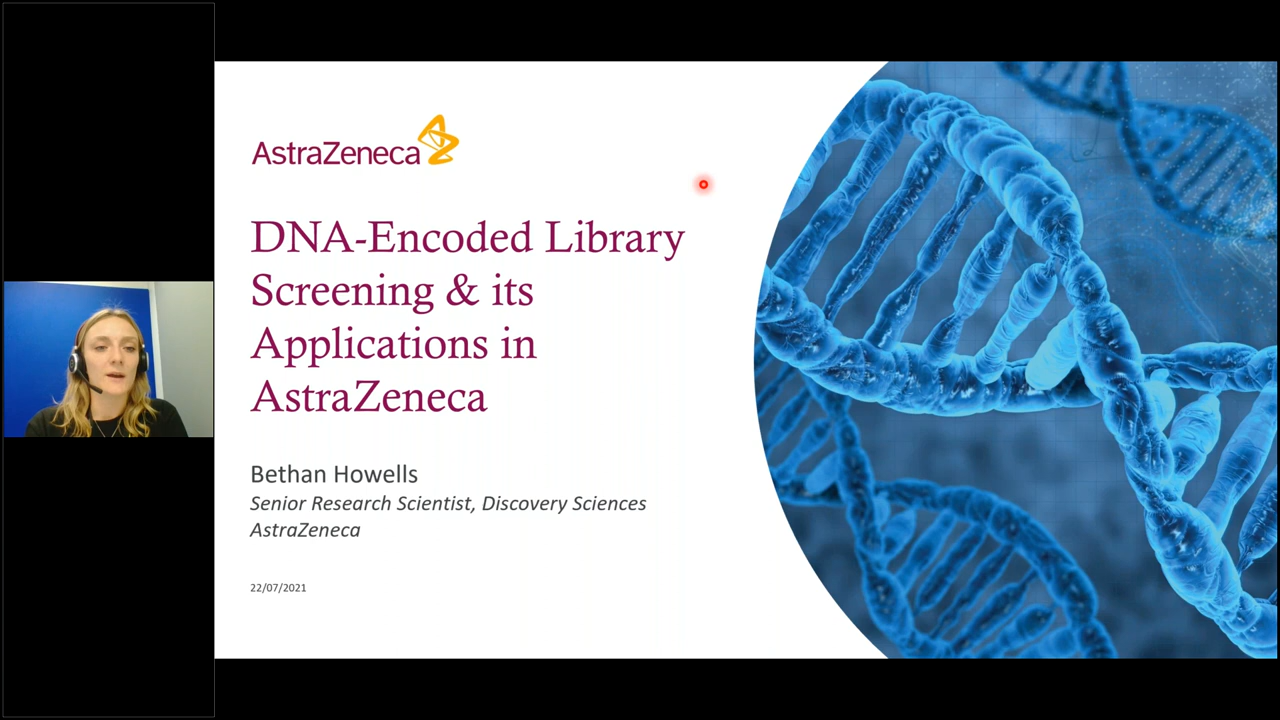 AstraZeneca
DNA-Encoded Library
Screening & its
Applications in
AstraZeneca
Bethan Howells
Senior Research Scientist, Discovery Sciences
AstraZeneca
22/07/2021